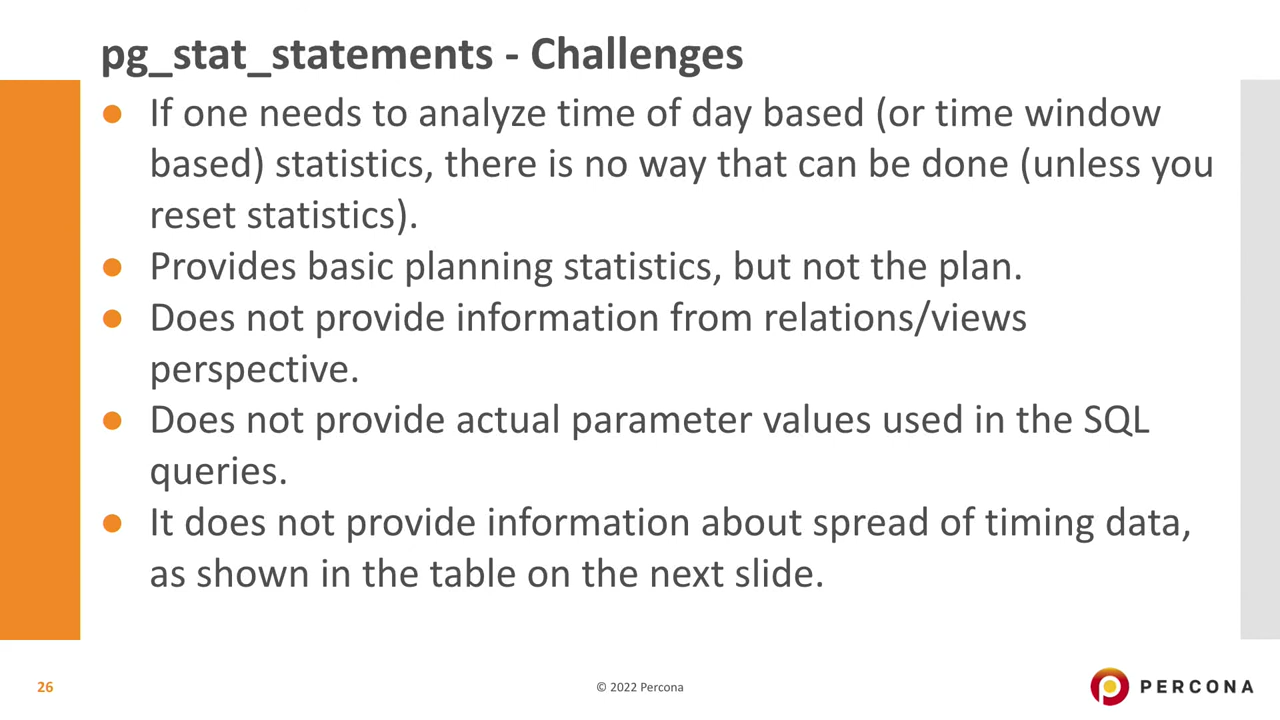 pg_stat_statements - Challenges
● If one needs to analyze time of day based (or time window
based) statistics, there is no way that can be done (unless you
reset statistics).
● Provides basic planning statistics, but not the plan.
● Does not provide information from relations/views
perspective.
● Does not provide actual parameter values used in the SQL
queries.
● It does not provide information about spread of timing data,
as shown in the table on the next slide.
26
© 2022 Percona
PERCONA